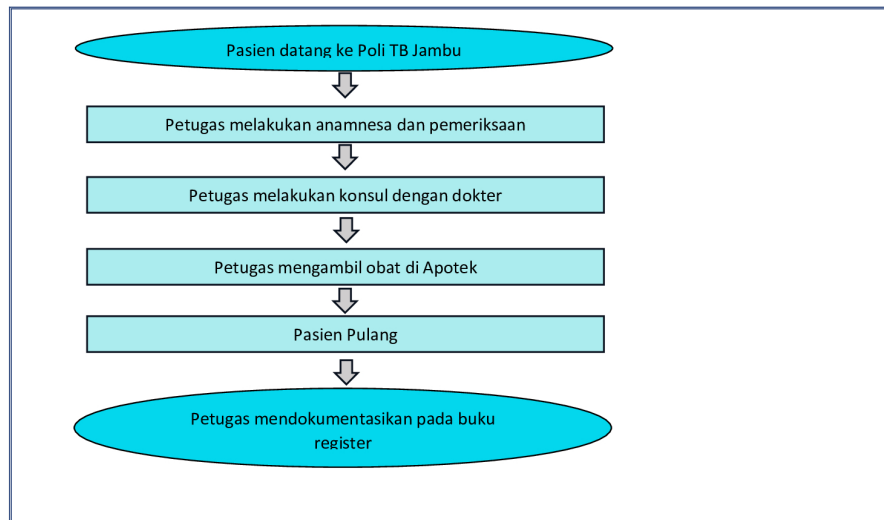 Pasien datang ke Poli TB Jambu
Petugas melakukan anamnesa dan pemeriksaan
Petugas melakukan konsul dengan dokter
Petugas mengambil obat di Apotek
Pasien Pulang
Petugas mendokumentasikan pada buku
register